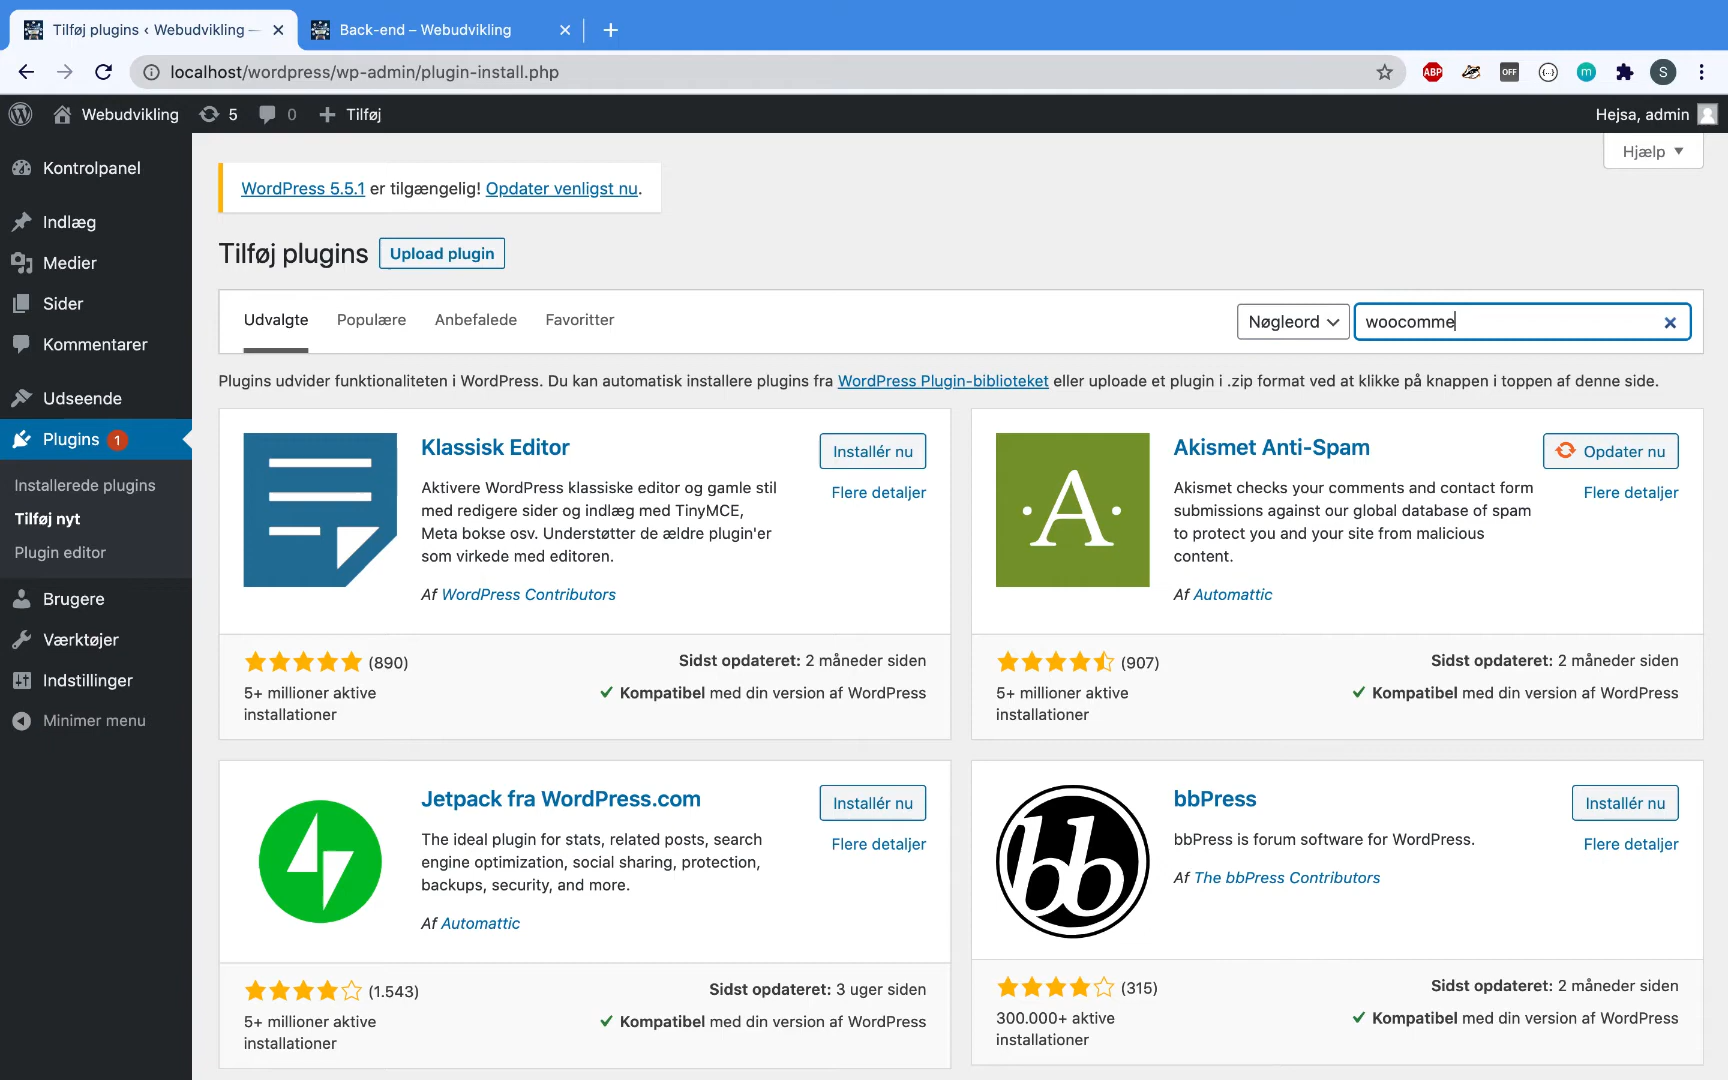 Tilføj plugins ‹ Webudvikling —
Back-end – Webudvikling
localhost/wordpress/wp-admin/plugin-install.php
ABP
OFF
m
S
Webudvikling
5
0
Tilføj
Hejsa, admin
Kontrolpanel
Indlæg
Medier
Sider
Kommentarer
Udseende
Plugins 1
Installerede plugins
Tilføj nyt
Plugin editor
Brugere
Værktøjer
Indstillinger
Minimer menu
Hjælp
WordPress 5.5.1 er tilgængelig! Opdater venligst nu.
Tilføj plugins
Upload plugin
Udvalgte
Populære
Anbefalede
Favoritter
Nøgleord
woocomme
Plugins udvider funktionaliteten i WordPress. Du kan automatisk installere plugins fra WordPress Plugin-biblioteket eller uploade et plugin i .zip format ved at klikke på knappen i toppen af denne side.
Klassisk Editor
Installér nu
Flere detaljer
Aktivere WordPress klassiske editor og gamle stil
med redigere sider og indlæg med TinyMCE,
Meta bokse osv. Understøtter de ældre plugin'er
som virkede med editoren.
Af WordPress Contributors
(890)
5+ millioner aktive
installationer
Sidst opdateret: 2 måneder siden
Kompatibel med din version af WordPress
Akismet Anti-Spam
Opdater nu
Flere detaljer
Akismet checks your comments and contact form
submissions against our global database of spam
to protect you and your site from malicious
content.
Af Automattic
(907)
5+ millioner aktive
installationer
Sidst opdateret: 2 måneder siden
Kompatibel med din version af WordPress
Jetpack fra WordPress.com
Installér nu
Flere detaljer
The ideal plugin for stats, related posts, search
engine optimization, social sharing, protection,
backups, security, and more.
Af Automattic
(1.543)
5+ millioner aktive
installationer
Sidst opdateret: 3 uger siden
Kompatibel med din version af WordPress
bb
bbPress
Installér nu
Flere detaljer
bbPress is forum software for WordPress.
Af The bbPress Contributors
(315)
300.000+ aktive
installationer
Sidst opdateret: 2 måneder siden
Kompatibel med din version af WordPress